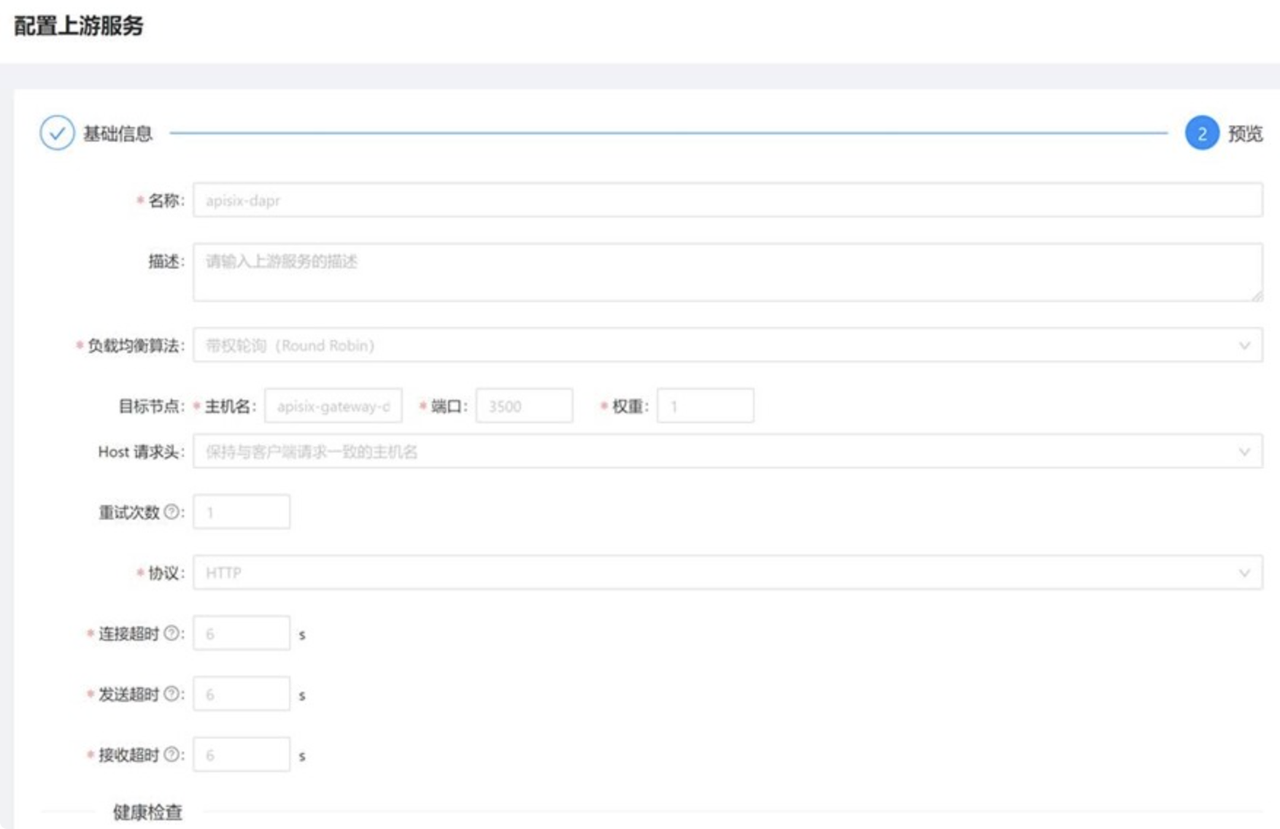 配置上游服务
基础信息 2 预览
* 名称: apisix-dapr
描述: 请输入上游服务的描述
* 负载均衡算法: 带权轮询（Round Robin）
目标节点: * 主机名: apisix-gateway-d * 端口: 3500 * 权重: 1
Host 请求头: 保持与客户端请求一致的主机名
重试次数 ?: 1
* 协议: HTTP
* 连接超时 ?: 6 s
* 发送超时 ?: 6 s
* 接收超时 ?: 6 s
健康检查